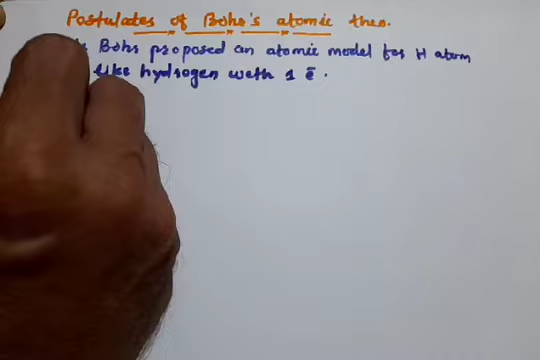 Postulates of Bohr's atomic theo.
Bohr proposed an atomic model for H atom
like hydrogen with 1 ē.